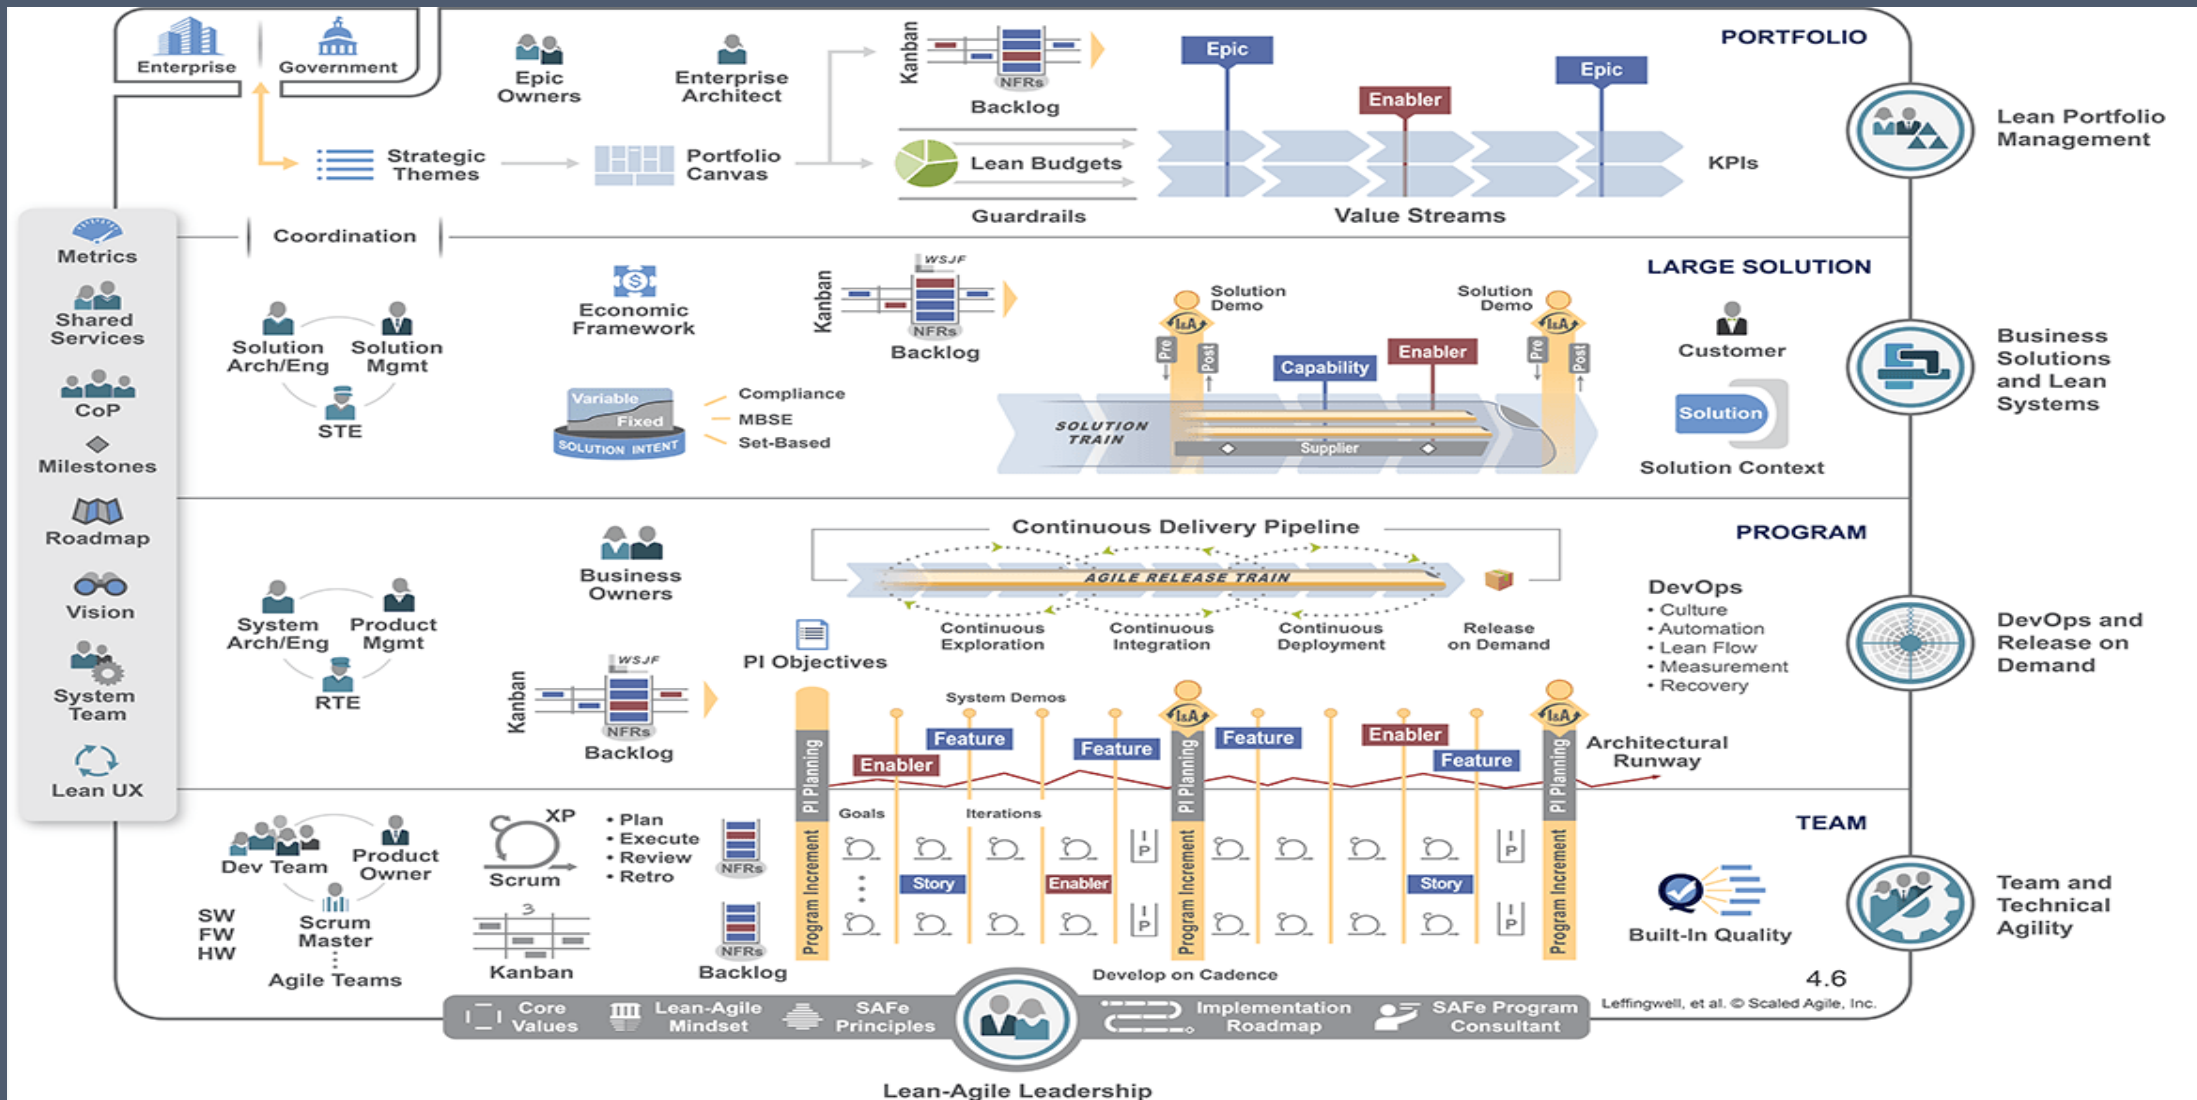 Enterprise
Government
Epic
Owners
Enterprise
Architect
Kanban
NFRs
Backlog
Epic
Enabler
Epic
PORTFOLIO
Lean Portfolio
Management
Strategic
Themes
Portfolio
Canvas
Lean Budgets
Guardrails
Value Streams
KPIs
Coordination
Metrics
Shared
Services
CoP
Milestones
Roadmap
Vision
System
Team
Lean UX
LARGE SOLUTION
Solution
Arch/Eng
Solution
Mgmt
STE
Economic
Framework
Variable
Fixed
SOLUTION INTENT
Compliance
MBSE
Set-Based
Kanban
WSJF
NFRs
Backlog
Solution
Demo
I&A
Pre
Post
Capability
Enabler
Solution
Demo
I&A
Pre
Post
SOLUTION
TRAIN
Supplier
Customer
Solution
Solution Context
Business
Solutions
and Lean
Systems
PROGRAM
System
Arch/Eng
Product
Mgmt
RTE
Business
Owners
Kanban
WSJF
NFRs
Backlog
Continuous Delivery Pipeline
AGILE RELEASE TRAIN
Continuous
Exploration
Continuous
Integration
Continuous
Deployment
Release
on Demand
PI Objectives
System Demos
I&A
I&A
DevOps
• Culture
• Automation
• Lean Flow
• Measurement
• Recovery
DevOps and
Release on
Demand
PI Planning
Enabler
Feature
Feature
PI Planning
Feature
Enabler
Feature
PI Planning
Architectural
Runway
TEAM
Dev Team
Product
Owner
Scrum
Master
Agile Teams
SW
FW
HW
XP
Scrum
3
Kanban
• Plan
• Execute
• Review
• Retro
NFRs
NFRs
Backlog
Program Increment
Goals
Iterations
Story
Enabler
I
P
I
P
Program Increment
Story
I
P
I
P
Program Increment
Develop on Cadence
Built-In Quality
Team and
Technical
Agility
4.6
Leffingwell, et al. © Scaled Agile, Inc.
Core
Values
Lean-Agile
Mindset
SAFe
Principles
Implementation
Roadmap
SAFe Program
Consultant
Lean-Agile Leadership